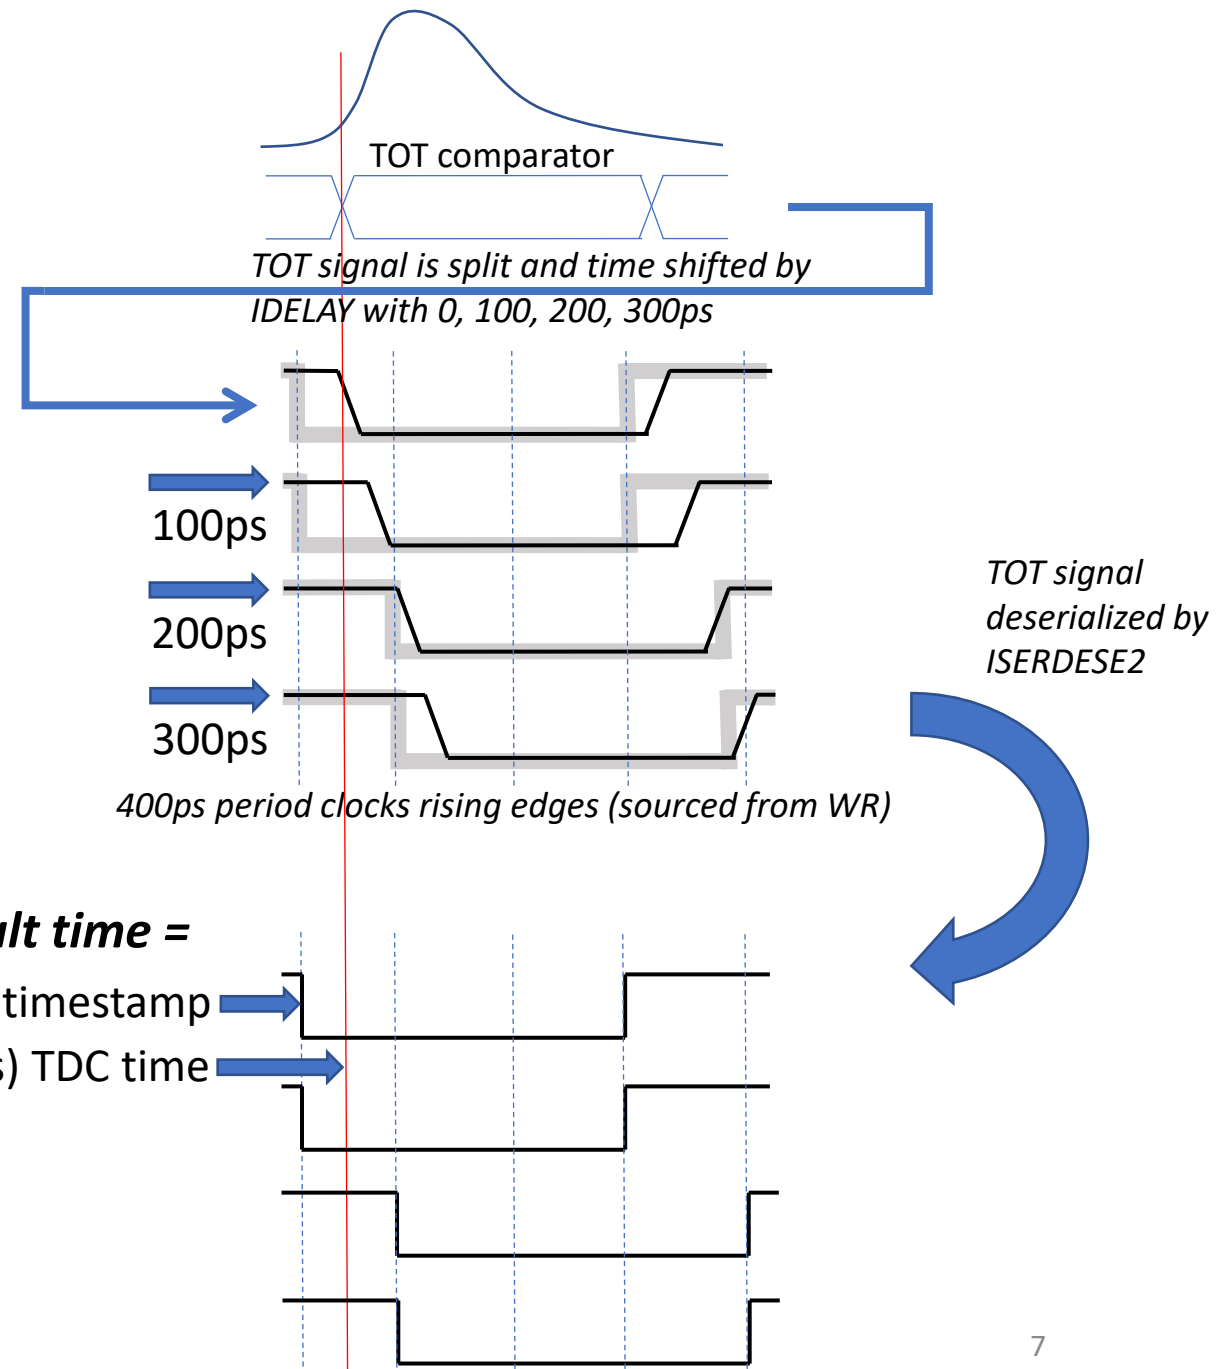 TOT comparator
TOT signal is split and time shifted by
IDELAY with 0, 100, 200, 300ps
100ps
200ps
300ps
TOT signal
deserialized by
ISERDESE2
400ps period clocks rising edges (sourced from WR)
time =
timestamp
TDC time
7